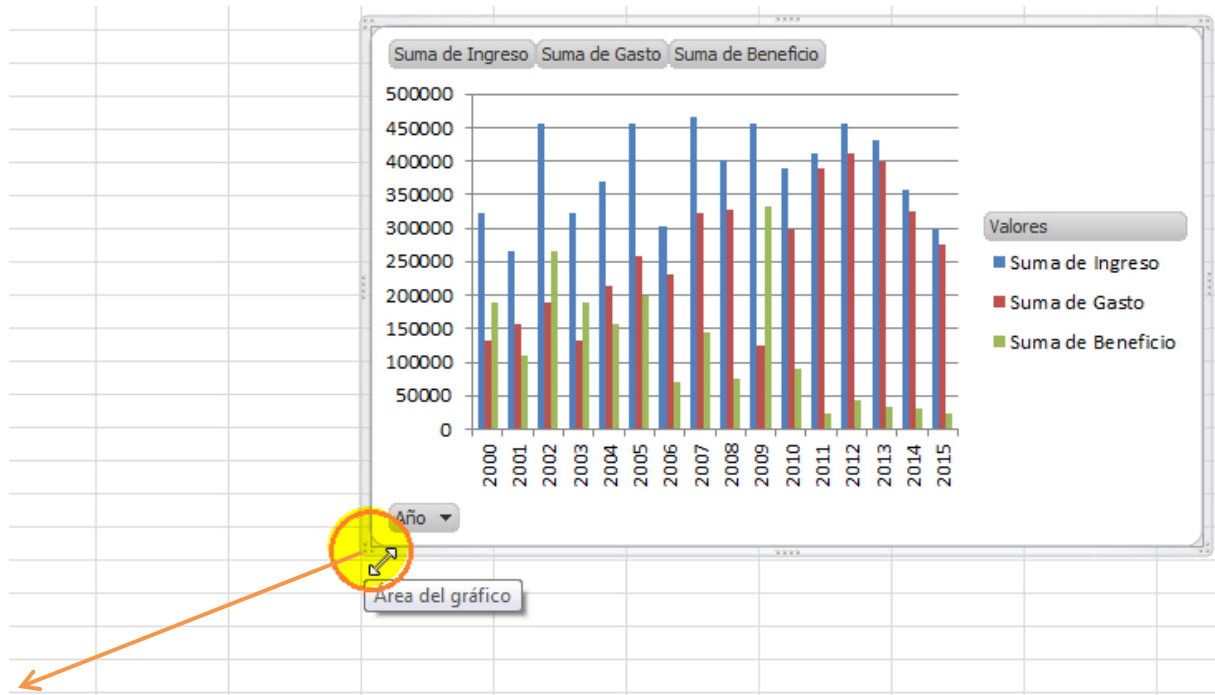 Suma de Ingreso Suma de Gasto Suma de Beneficio
500000
450000
400000
350000
300000
250000
200000
150000
100000
50000
0
2000 2001 2002 2003 2004 2005 2006 2007 2008 2009 2010 2011 2012 2013 2014 2015
Valores
Suma de Ingreso
Suma de Gasto
Suma de Beneficio
Año
Área del gráfico